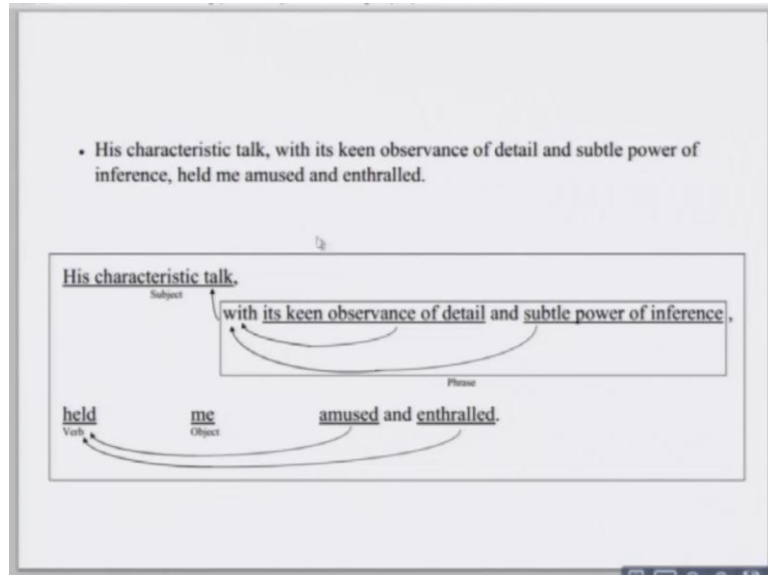 • His characteristic talk, with its keen observance of detail and subtle power of
inference, held me amused and enthralled.
His characteristic talk,
Subject
with its keen observance of detail and subtle power of inference,
Phrase
held me amused and enthralled.
Verb Object